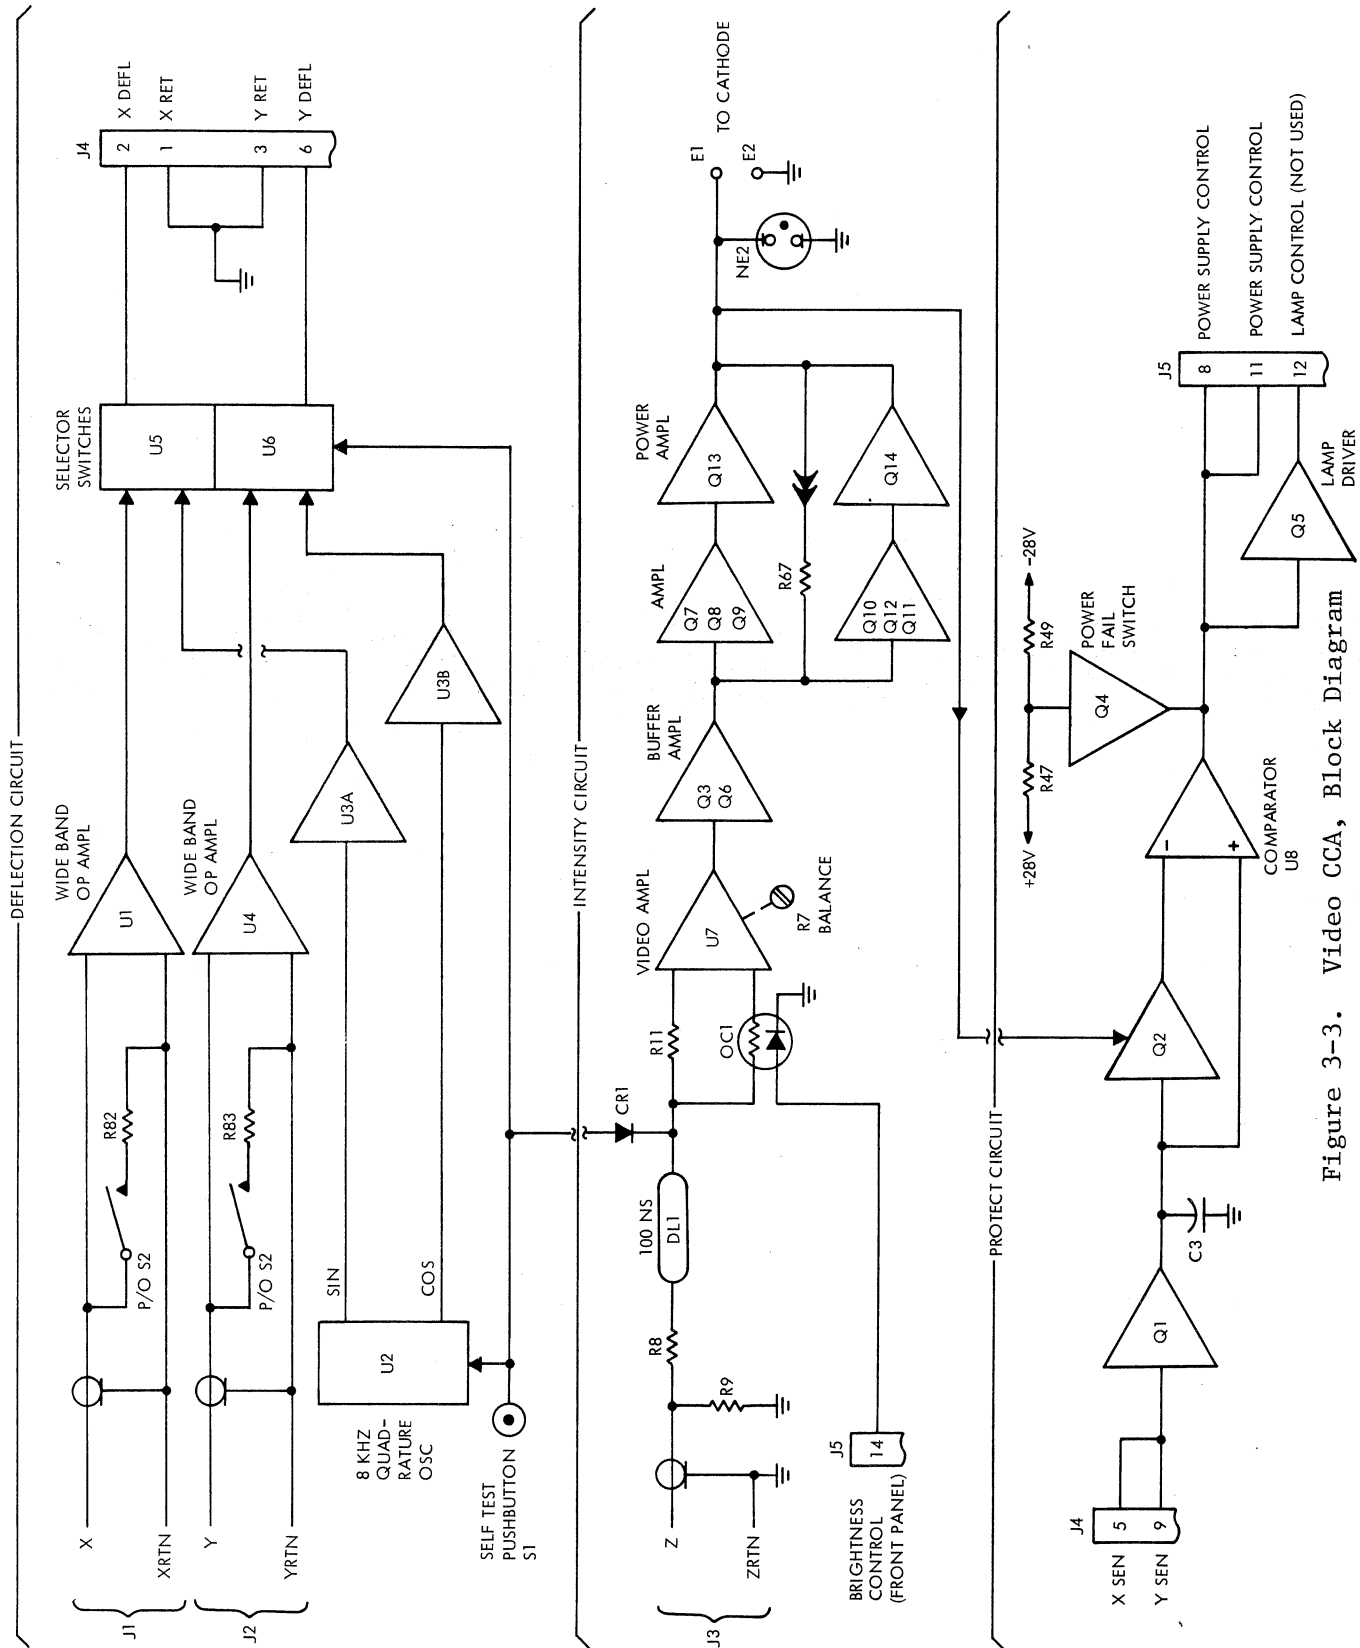 DEFLECTION CIRCUIT
J1
X
XRTN
P/O S2
R82
WIDE BAND
OP AMPL
U1
J2
Y
YRTN
P/O S2
R83
WIDE BAND
OP AMPL
U4
8 KHZ
QUAD-
RATURE
OSC
U2
SIN
COS
U3A
U3B
SELF TEST
PUSHBUTTON
S1
SELECTOR
SWITCHES
U5
U6
J4
2
X DEFL
1
X RET
3
Y RET
6
Y DEFL
INTENSITY CIRCUIT
J3
Z
ZRTN
R9
R8
100 NS
DL1
CR1
R11
OC1
BRIGHTNESS
CONTROL
(FRONT PANEL)
J5
14
VIDEO AMPL
U7
R7
BALANCE
BUFFER
AMPL
Q3
Q6
AMPL
Q7
Q8
Q9
POWER
AMPL
Q13
R67
Q10
Q12
Q11
Q14
NE2
E1
TO CATHODE
E2
PROTECT CIRCUIT
J4
X SEN
5
Y SEN
9
Q1
C3
Q2
-
+
COMPARATOR
U8
+28V
R47
R49
-28V
Q4
POWER
FAIL
SWITCH
Q5
LAMP
DRIVER
J5
8
POWER SUPPLY CONTROL
11
POWER SUPPLY CONTROL
12
LAMP CONTROL (NOT USED)
Figure 3-3. Video CCA, Block Diagram